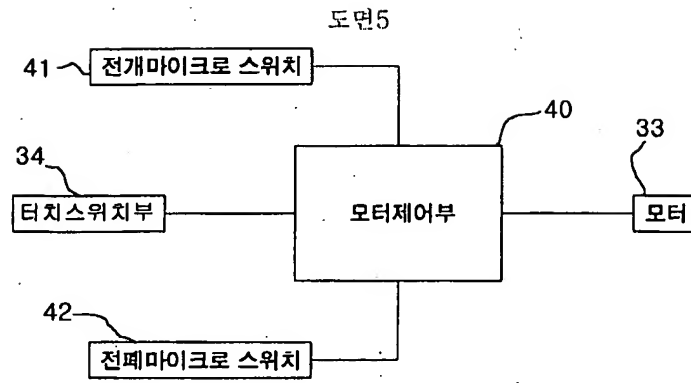 도면5
41
전개마이크로 스위치
40
33
34
터치스위치부
모터제어부
모터
42
전폐마이크로 스위치